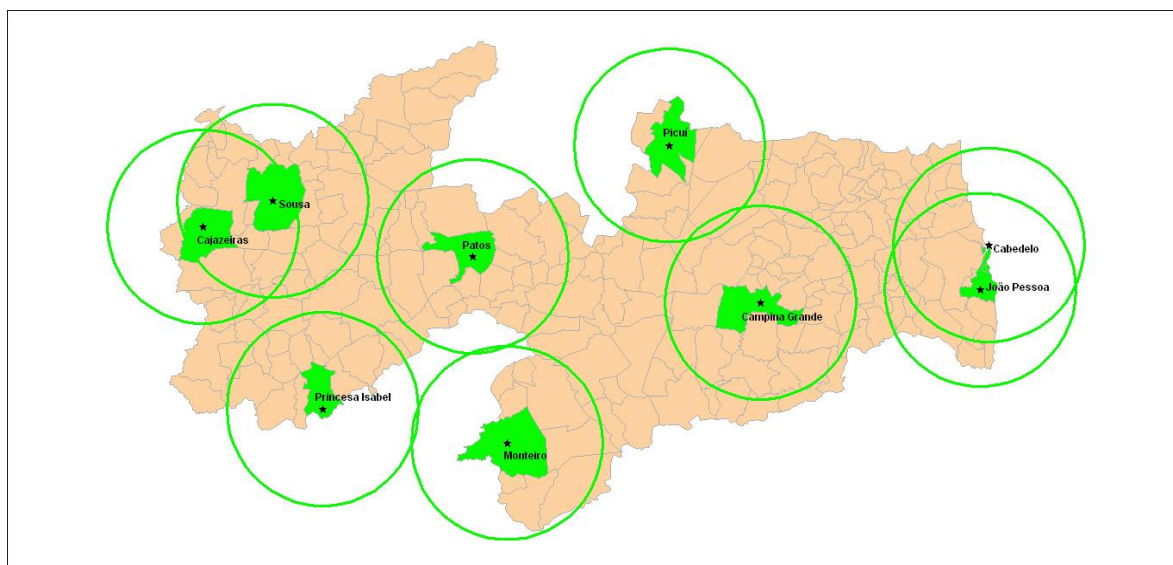 Picuí
Sousa
Cajazeiras
Patos
Cabedelo
João Pessoa
Campina Grande
Princesa Isabel
Monteiro